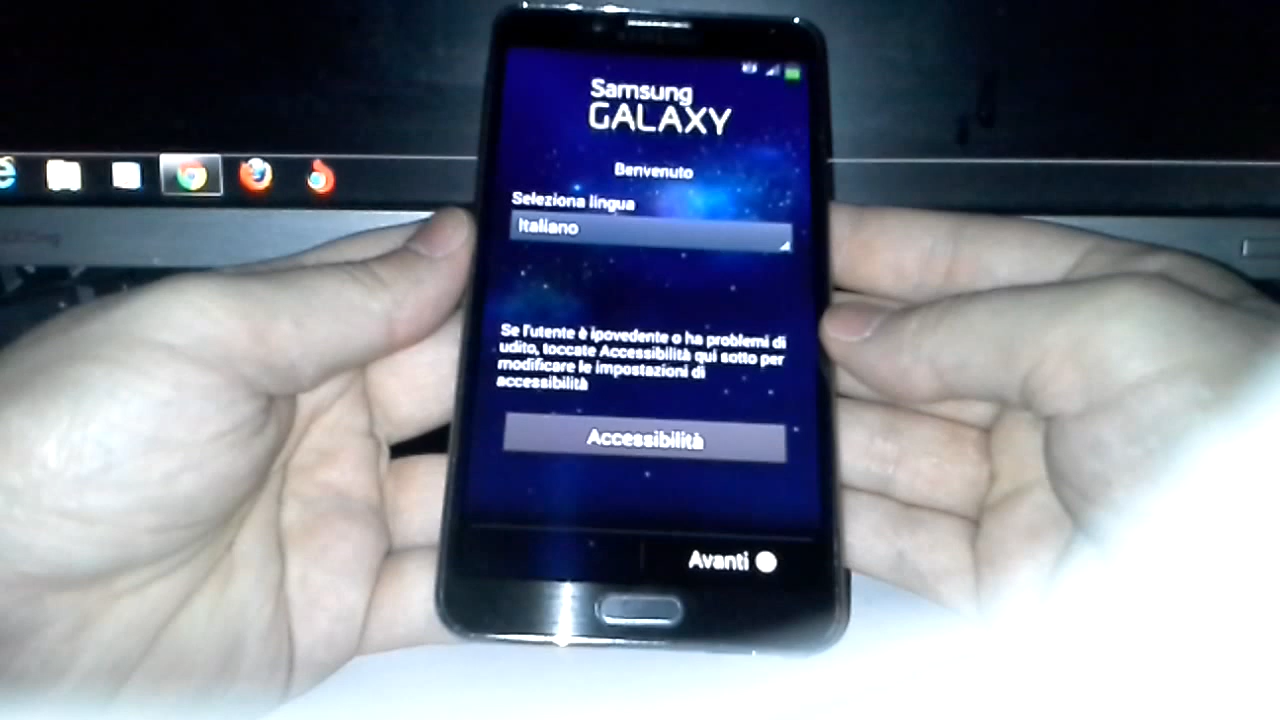 Samsung
GALAXY
Benvenuto
Seleziona lingua
Italiano
Se l'utente è ipovedente o ha problemi di
udito, toccate Accessibilità qui sotto per
modificare le impostazioni di
accessibilità
Accessibilità
Avanti